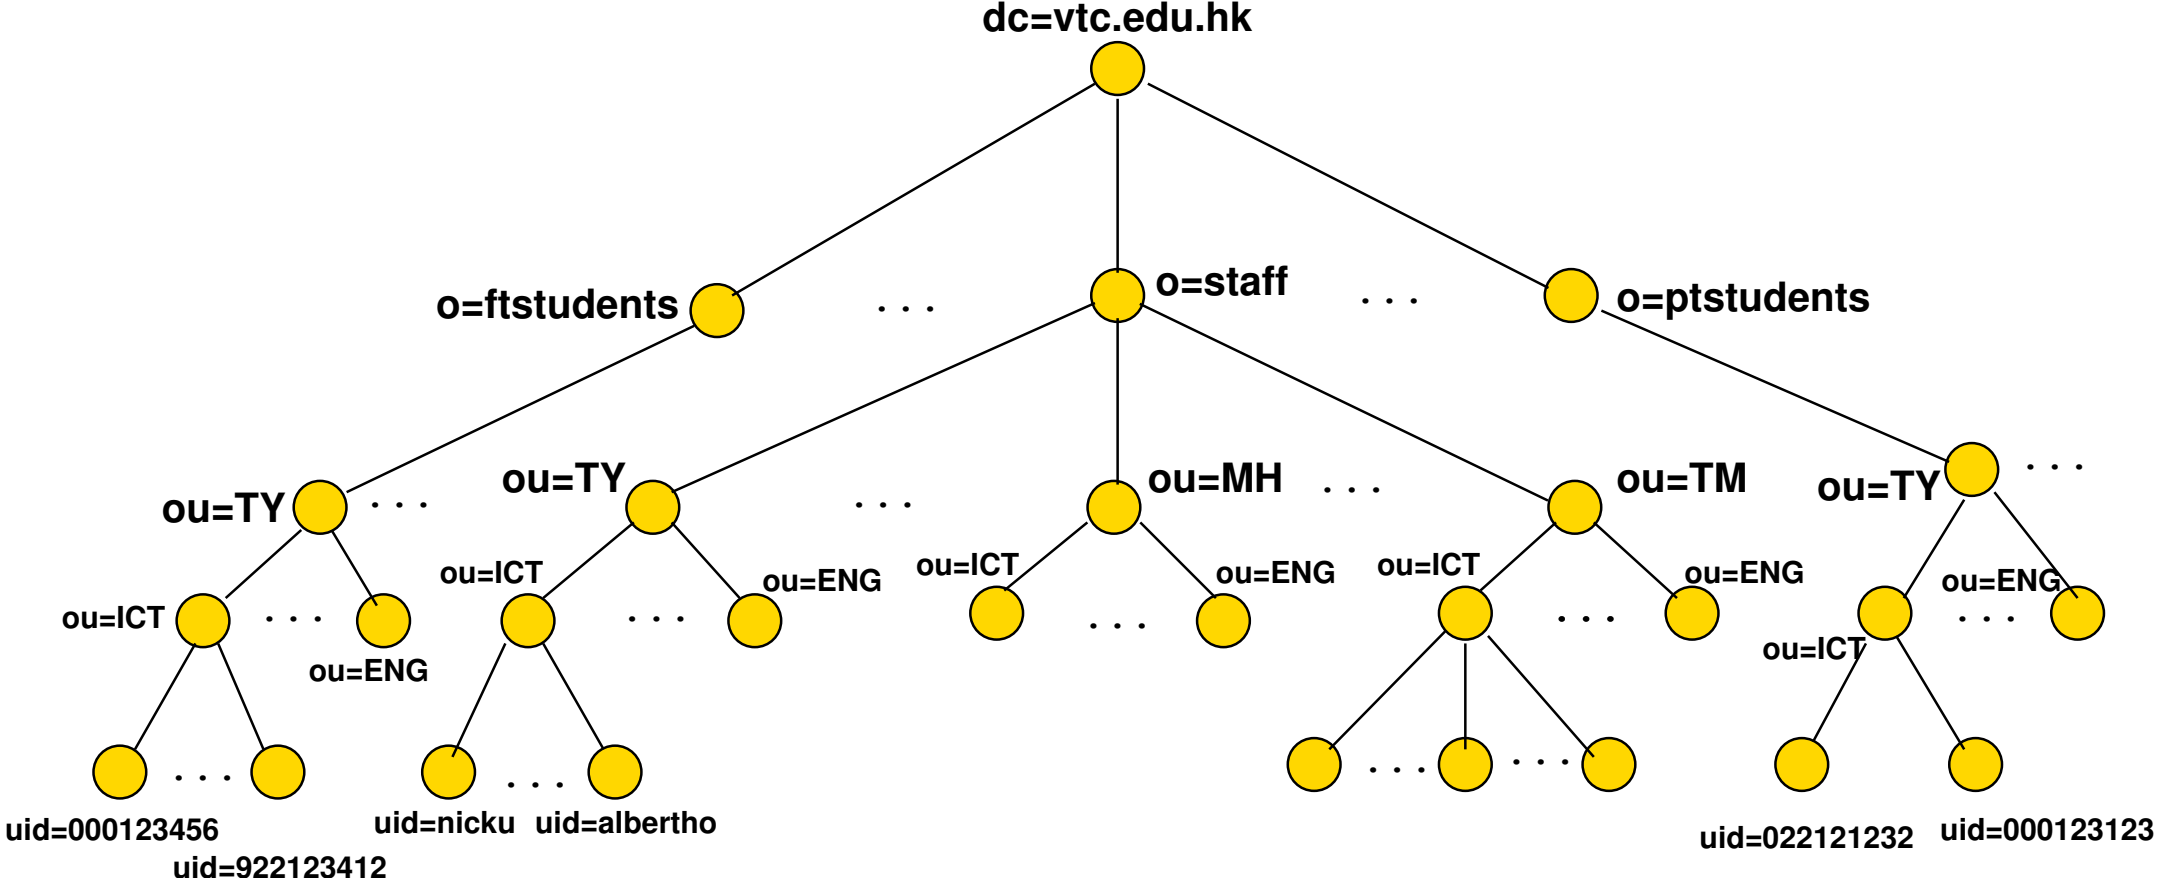 dc=vtc.edu.hk
o=ftstudents
. . .
o=staff
. . .
o=ptstudents
ou=TY
. . .
ou=TY
. . .
ou=MH
. . .
ou=TM
ou=TY
. . .
ou=ICT
. . .
ou=ENG
ou=ICT
. . .
ou=ENG
ou=ICT
. . .
ou=ENG
ou=ICT
. . .
ou=ENG
ou=ICT
. . .
ou=ENG
uid=000123456
. . .
uid=922123412
uid=nicku
. . .
uid=albertho
. . .
. . .
uid=022121232
uid=000123123